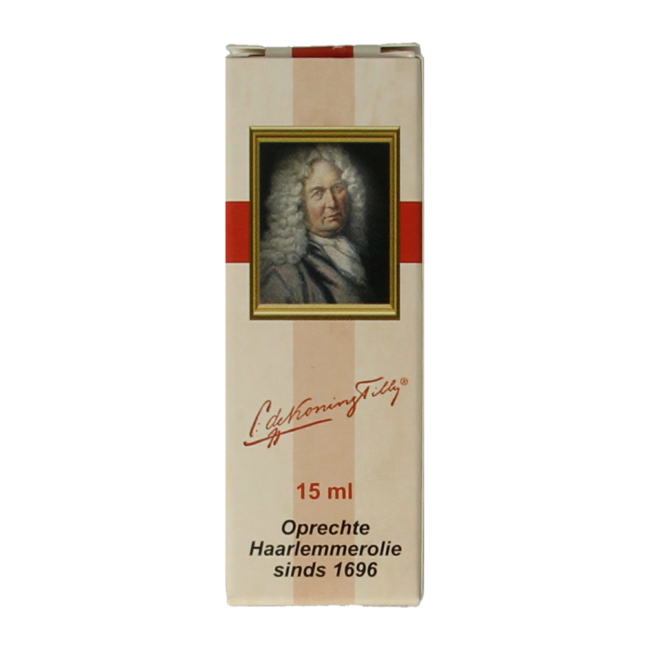 C. de Koning Tilly®
15 ml
Oprechte
Haarlemmerolie
sinds 1696